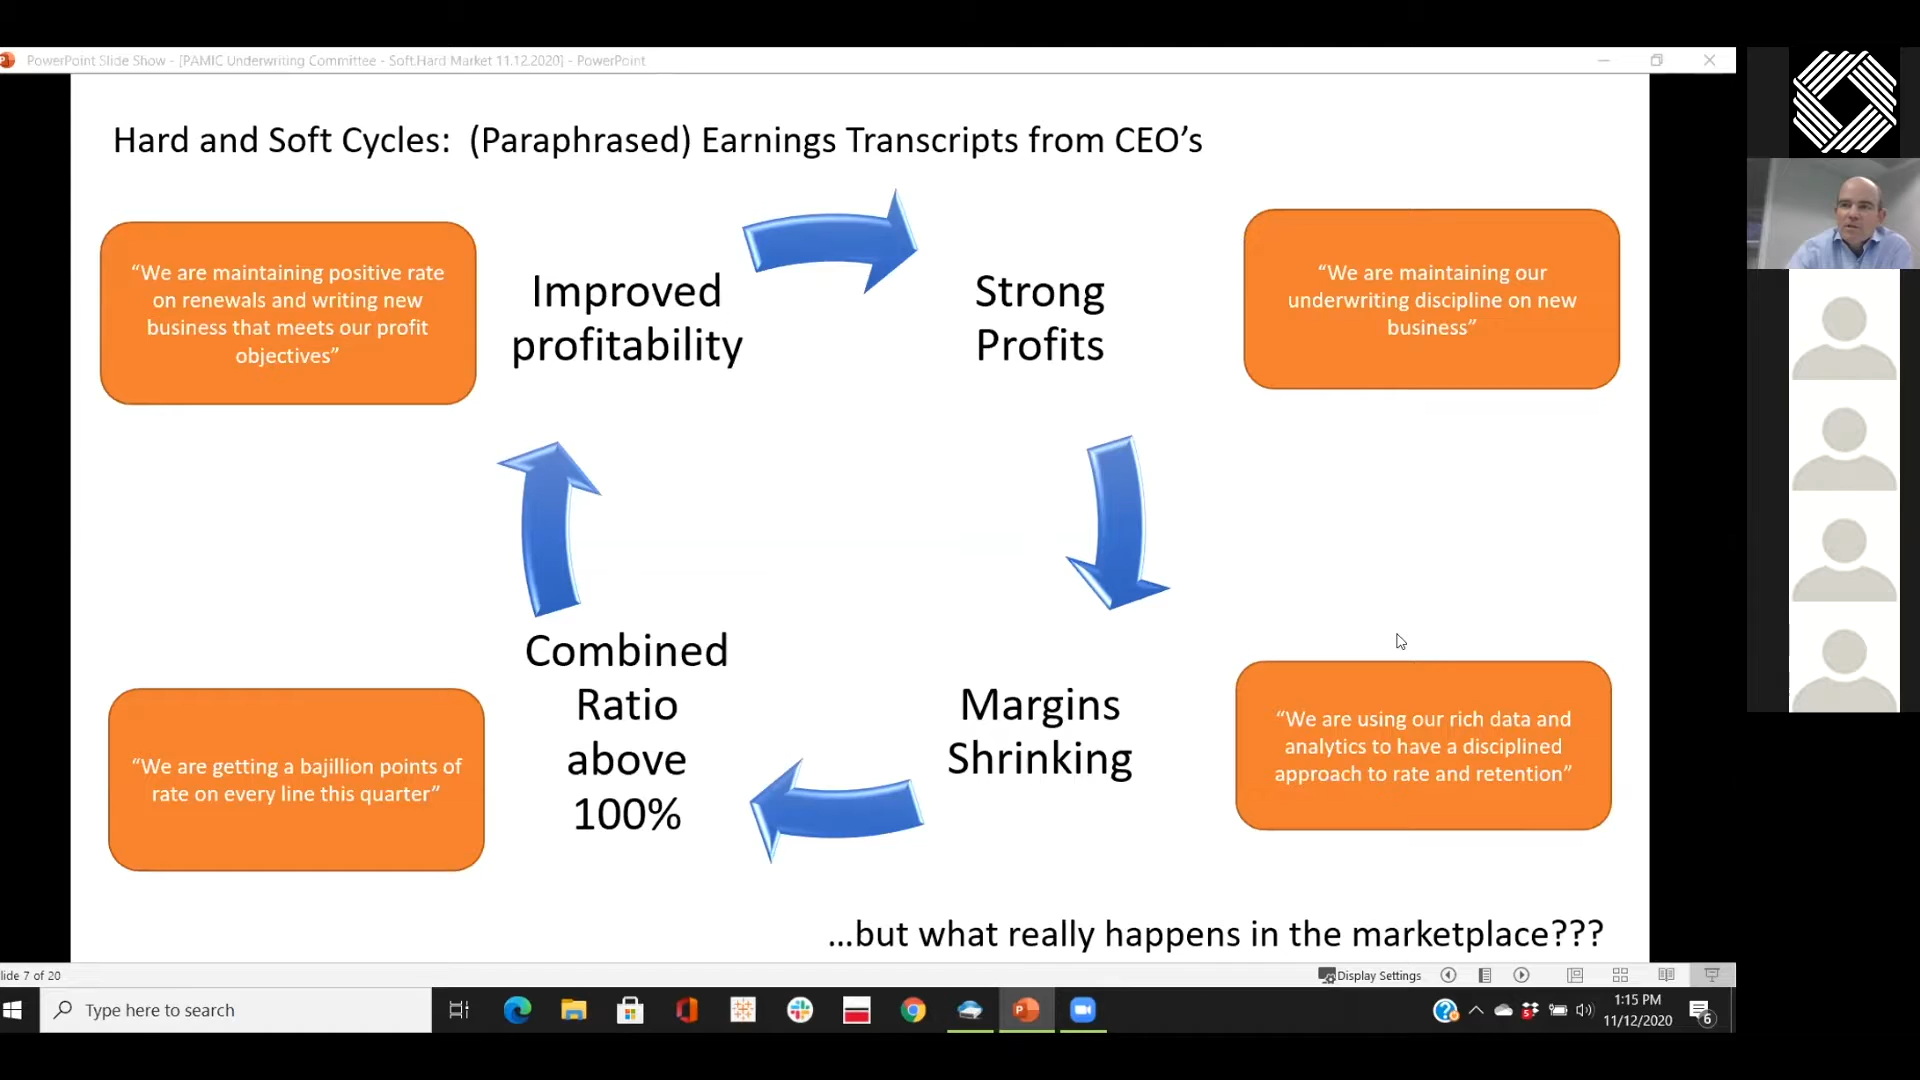 PowerPoint Slide Show - [PAMIC Underwriting Committee - Soft.Hard Market 11.12.2020] - PowerPoint
Hard and Soft Cycles: (Paraphrased) Earnings Transcripts from CEO’s
“We are maintaining positive rate
on renewals and writing new
business that meets our profit
objectives”
Improved
profitability
Strong
Profits
“We are maintaining our
underwriting discipline on new
business”
Combined
Ratio
above
100%
Margins
Shrinking
“We are getting a bajillion points of
rate on every line this quarter”
“We are using our rich data and
analytics to have a disciplined
approach to rate and retention”
...but what really happens in the marketplace???
lide 7 of 20
Display Settings
Type here to search
1:15 PM
11/12/2020
6